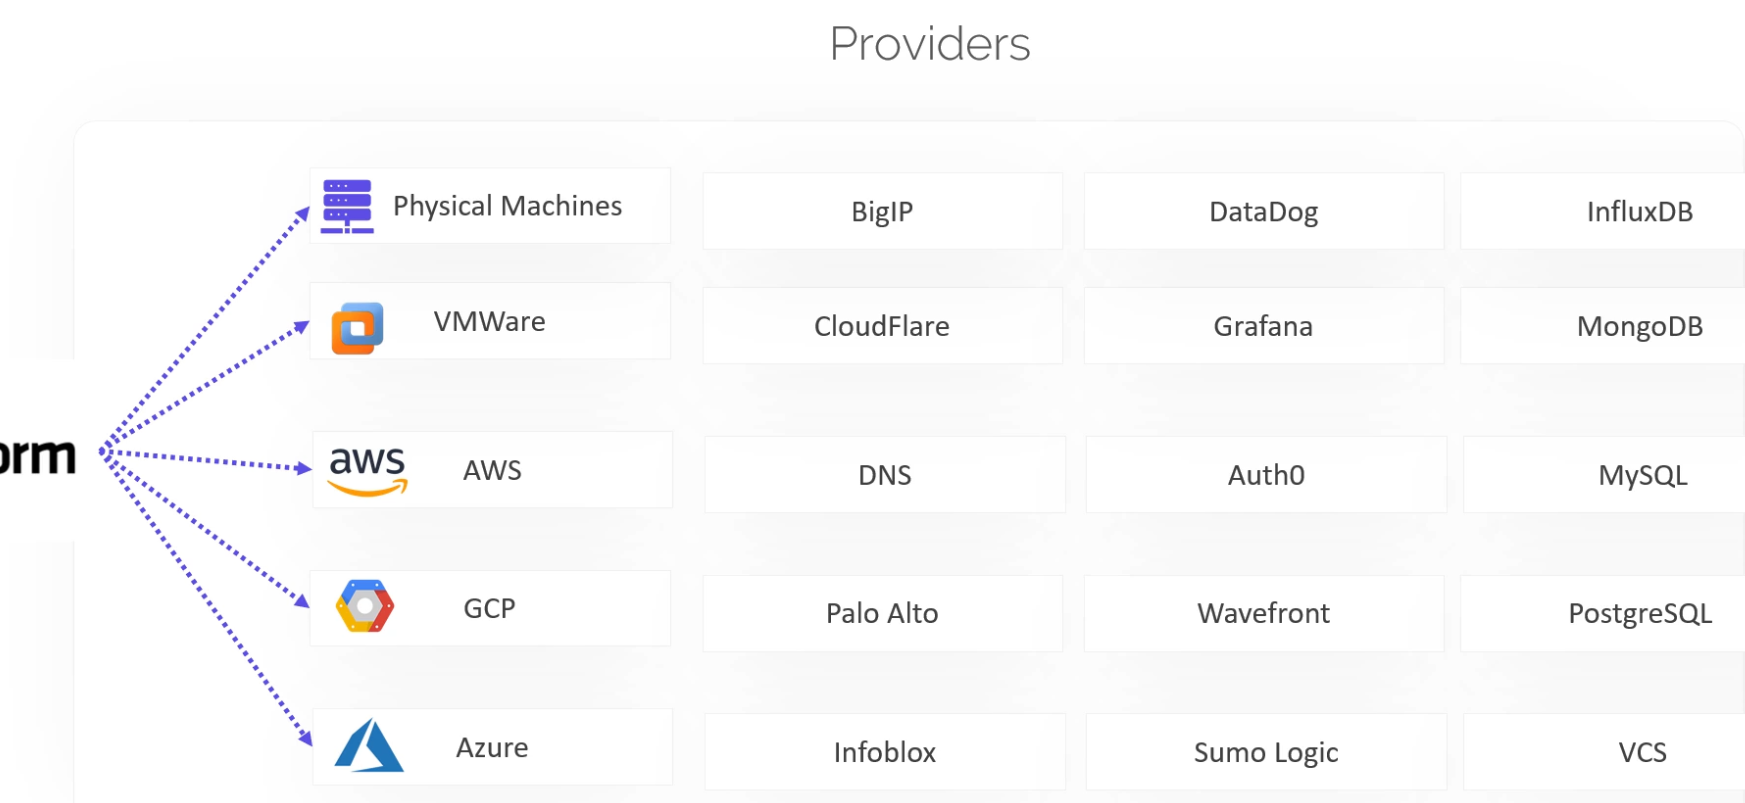 Providers
Physical Machines
BigIP
DataDog
InfluxDB
VMWare
CloudFlare
Grafana
MongoDB
orm
aws
AWS
DNS
Auth0
MySQL
GCP
Palo Alto
Wavefront
PostgreSQL
Azure
Infoblox
Sumo Logic
VCS